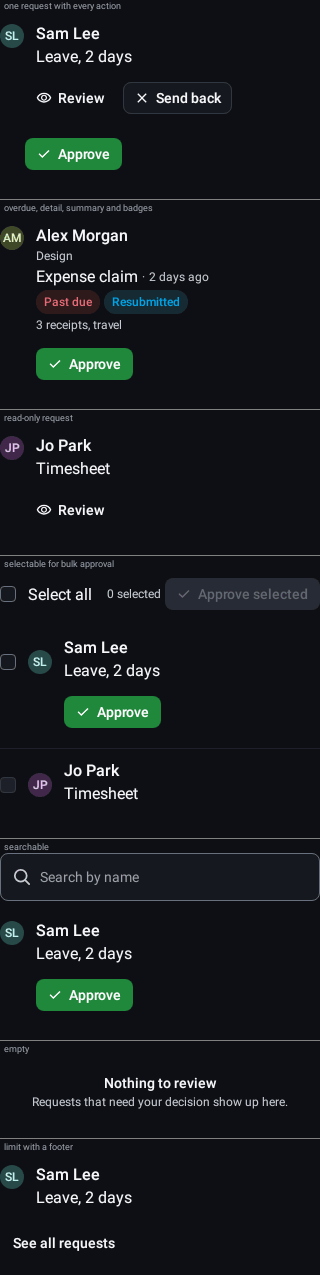 one request with every action
SL
Sam Lee
Leave, 2 days
Review
Send back
Approve
overdue, detail, summary and badges
AM
Alex Morgan
Design
Expense claim · 2 days ago
Past due
Resubmitted
3 receipts, travel
Approve
read-only request
JP
Jo Park
Timesheet
Review
selectable for bulk approval
Select all
0 selected
Approve selected
SL
Sam Lee
Leave, 2 days
Approve
JP
Jo Park
Timesheet
searchable
Search by name
SL
Sam Lee
Leave, 2 days
Approve
empty
Nothing to review
Requests that need your decision show up here.
limit with a footer
SL
Sam Lee
Leave, 2 days
See all requests